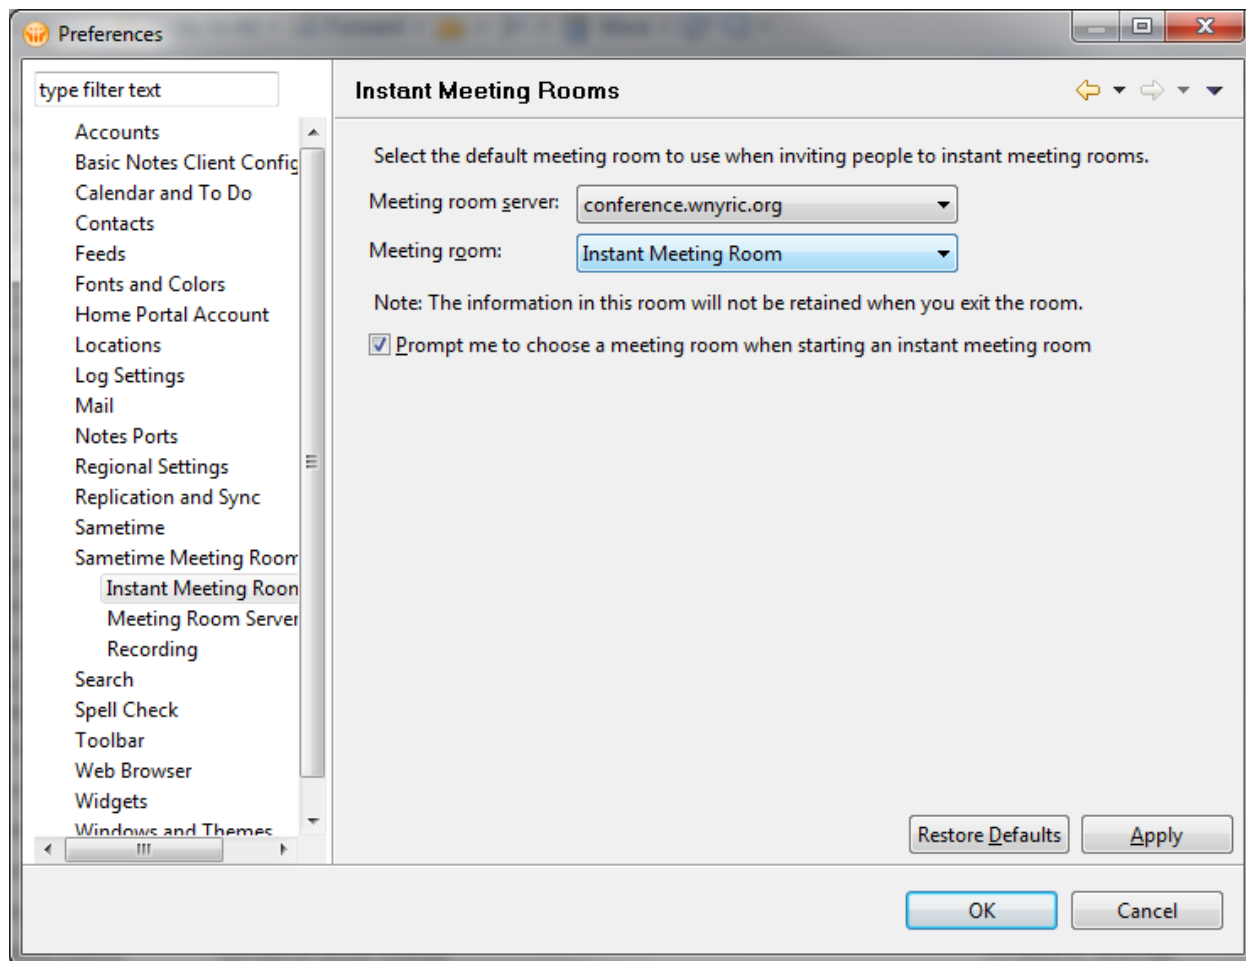 Preferences
type filter text
Accounts
Basic Notes Client Config
Calendar and To Do
Contacts
Feeds
Fonts and Colors
Home Portal Account
Locations
Log Settings
Mail
Notes Ports
Regional Settings
Replication and Sync
Sametime
Sametime Meeting Room
Instant Meeting Room
Meeting Room Server
Recording
Search
Spell Check
Toolbar
Web Browser
Widgets
Windows and Themes
Instant Meeting Rooms
Select the default meeting room to use when inviting people to instant meeting rooms.
Meeting room server: conference.wnyric.org
Meeting room: Instant Meeting Room
Note: The information in this room will not be retained when you exit the room.
Prompt me to choose a meeting room when starting an instant meeting room
Restore Defaults Apply
OK Cancel